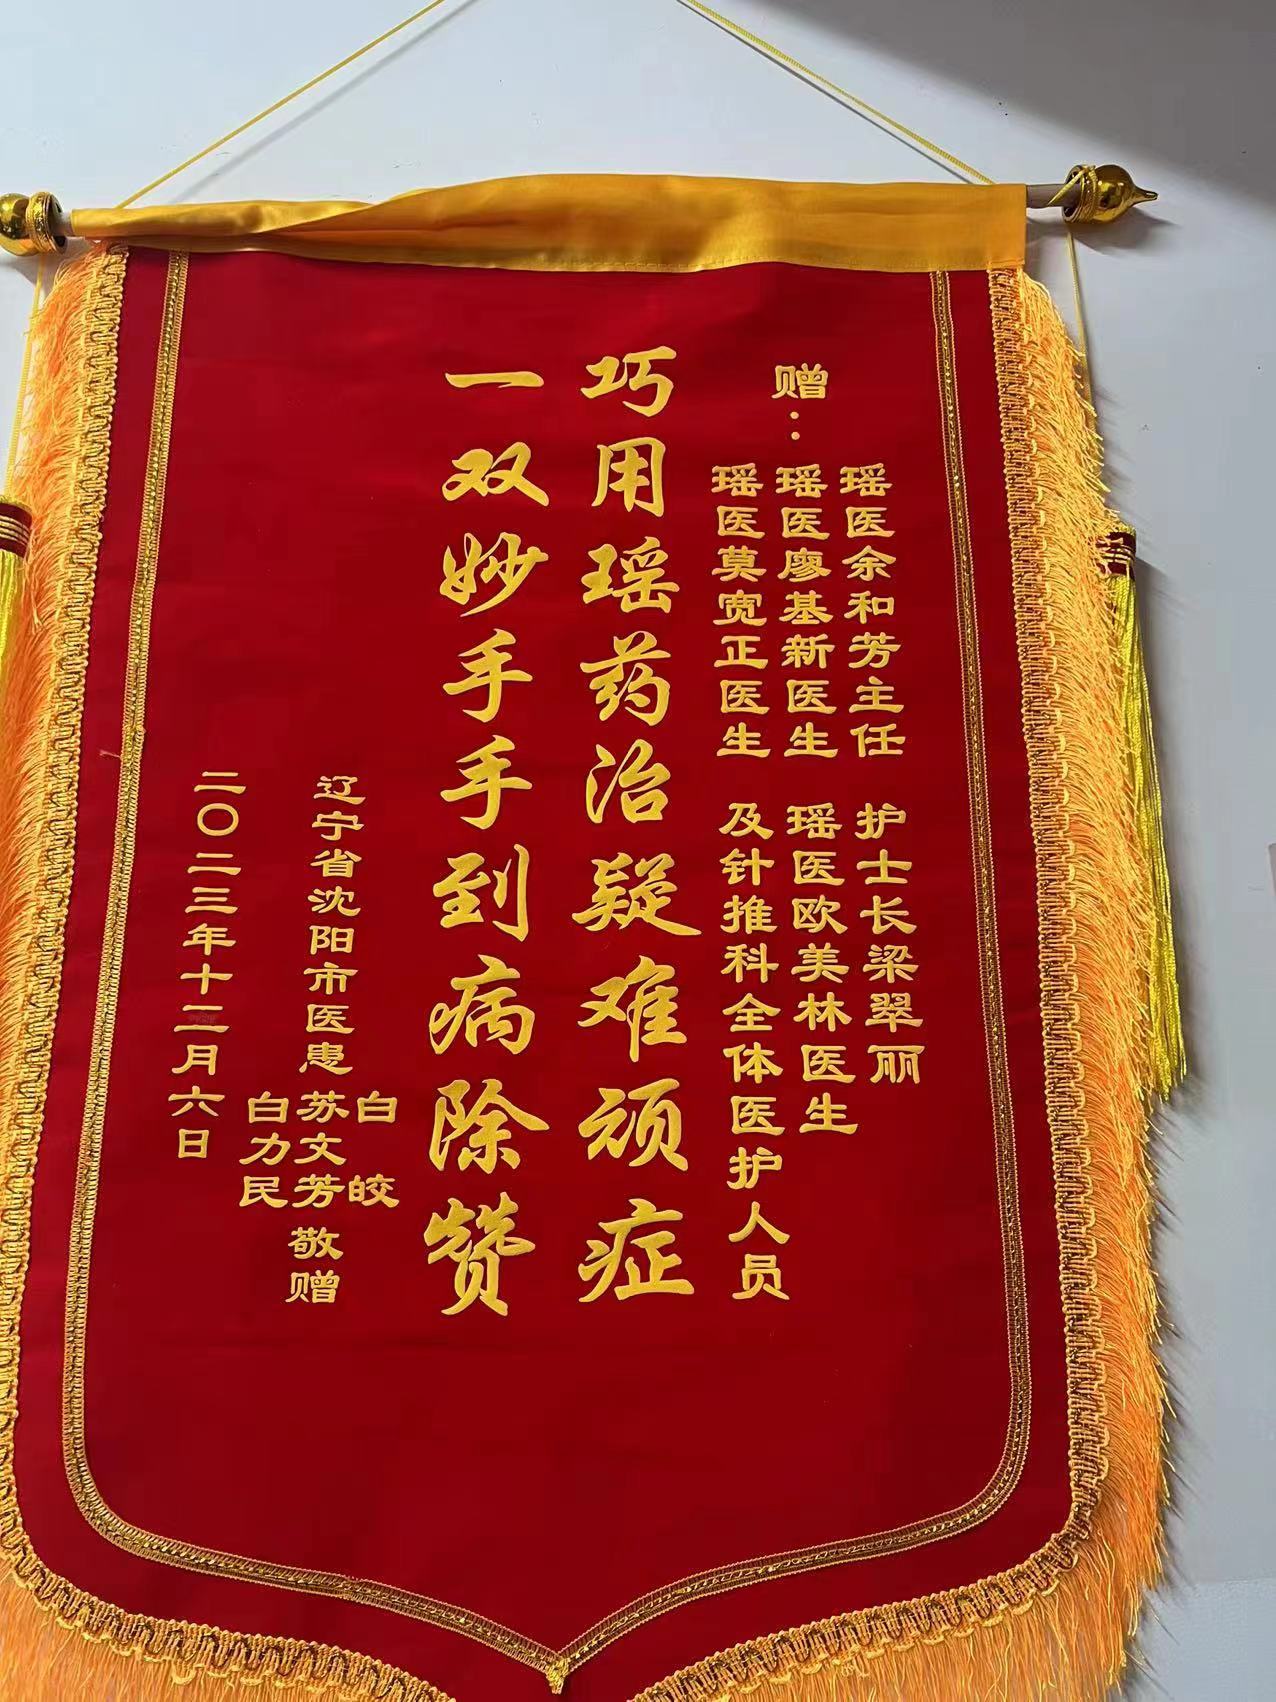 赠：
瑶医余和芳主任 护士长梁翠丽
瑶医廖基新医生 瑶医欧美林医生
瑶医莫宽正医生 及针推科全体医护人员
巧用瑶药治疑难顽症
一双妙手手到病除赞
辽宁省沈阳市医患
白皎
苏文芳
白力民
敬赠
二〇二三年十二月六日